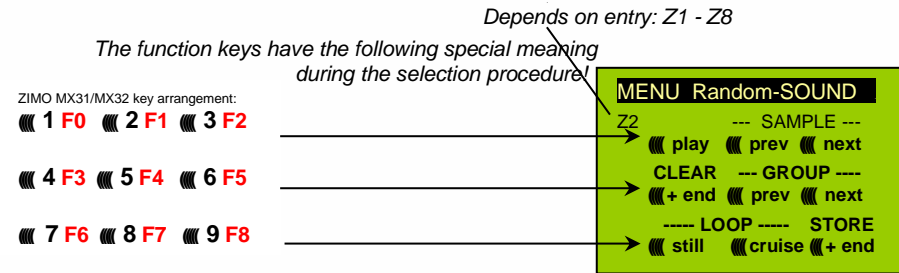 Depends on entry: Z1 - Z8
The function keys have the following special meaning
during the selection procedure!
ZIMO MX31/MX32 key arrangement:
((((( 1 F0 ((((( 2 F1 ((((( 3 F2
((((( 4 F3 ((((( 5 F4 ((((( 6 F5
((((( 7 F6 ((((( 8 F7 ((((( 9 F8
MENU Random-SOUND
Z2 --- SAMPLE ---
((((( play ((((( prev ((((( next
CLEAR --- GROUP ----
(((((+ end ((((( prev ((((( next
----- LOOP ----- STORE
((((( still (((((cruise (((((+ end